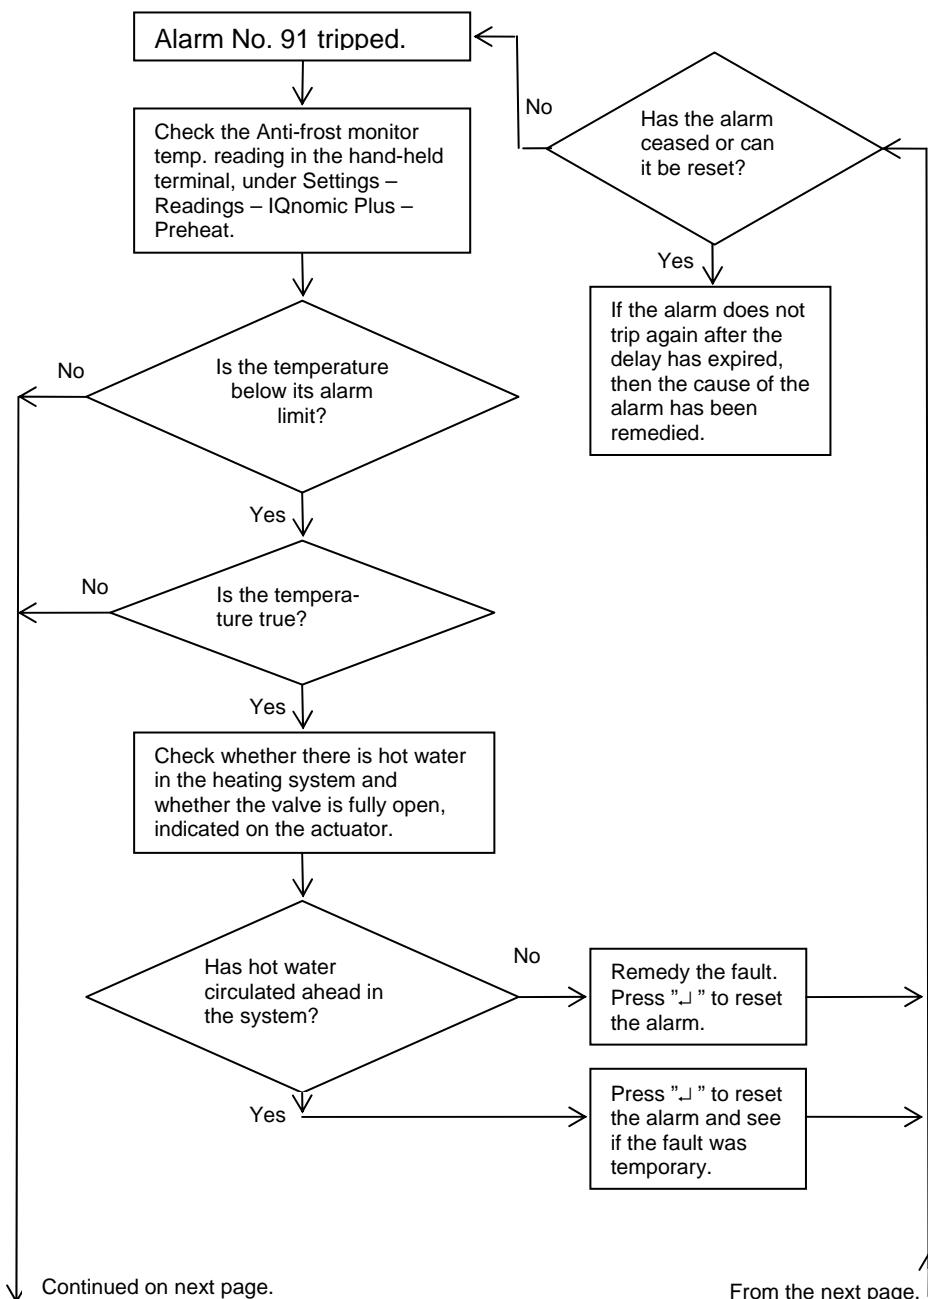 Alarm No. 91 tripped.
Check the Anti-frost monitor
temp. reading in the hand-held
terminal, under Settings –
Readings – IQnomic Plus –
Preheat.
Is the temperature
below its alarm
limit?
No
Yes
Is the tempera-
ture true?
No
Yes
Check whether there is hot water
in the heating system and
whether the valve is fully open,
indicated on the actuator.
Has hot water
circulated ahead in
the system?
No
Remedy the fault.
Press ”↵ ” to reset
the alarm.
Yes
Press ”↵ ” to reset
the alarm and see
if the fault was
temporary.
Has the alarm
ceased or can
it be reset?
No
Yes
If the alarm does not
trip again after the
delay has expired,
then the cause of the
alarm has been
remedied.
Continued on next page.
From the next page.